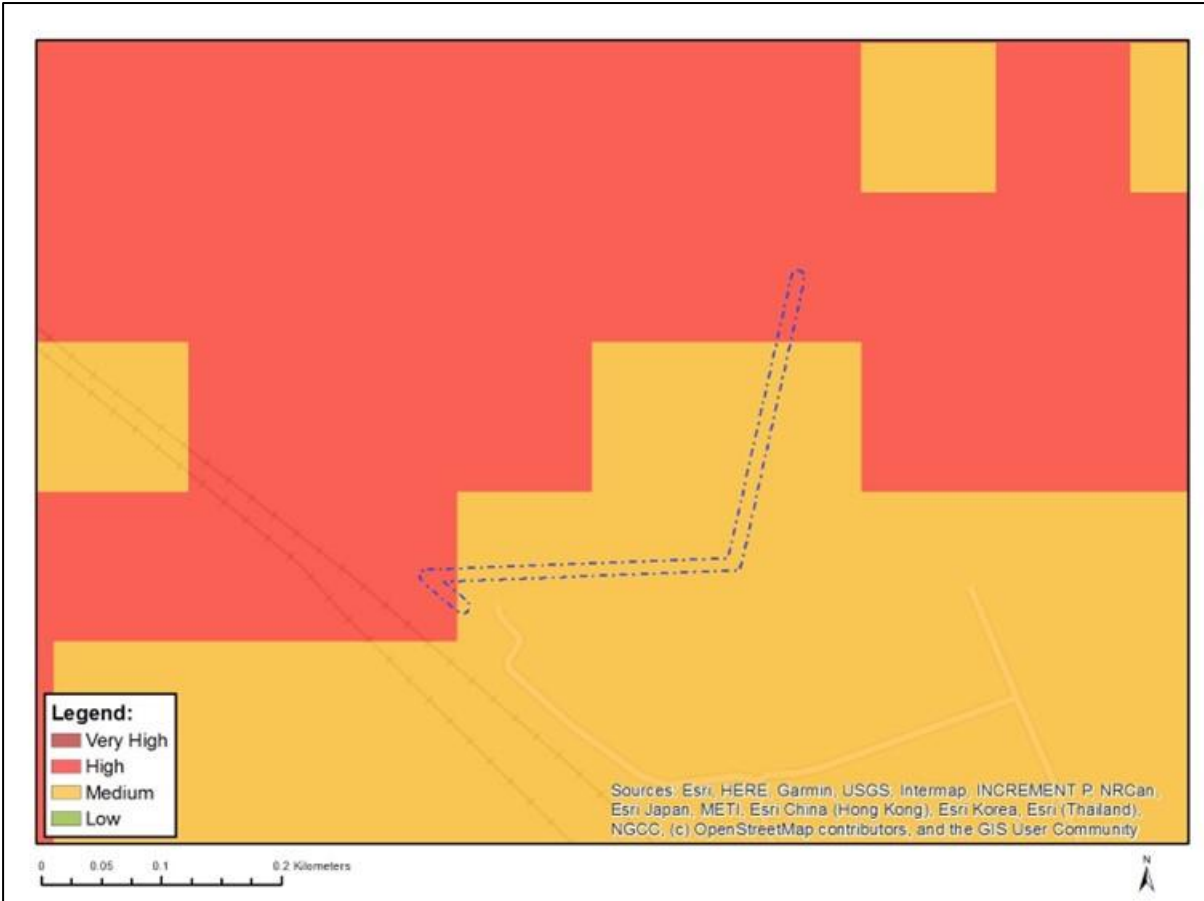 Legend:
Very High
High
Medium
Low
Sources: Esri, HERE, Garmin, USGS, Intermap, INCREMENT P, NRCan,
Esri Japan, METI, Esri China (Hong Kong), Esri Korea, Esri (Thailand),
NGCC, (c) OpenStreetMap contributors, and the GIS User Community
0 0.05 0.1 0.2 Kilometers
N